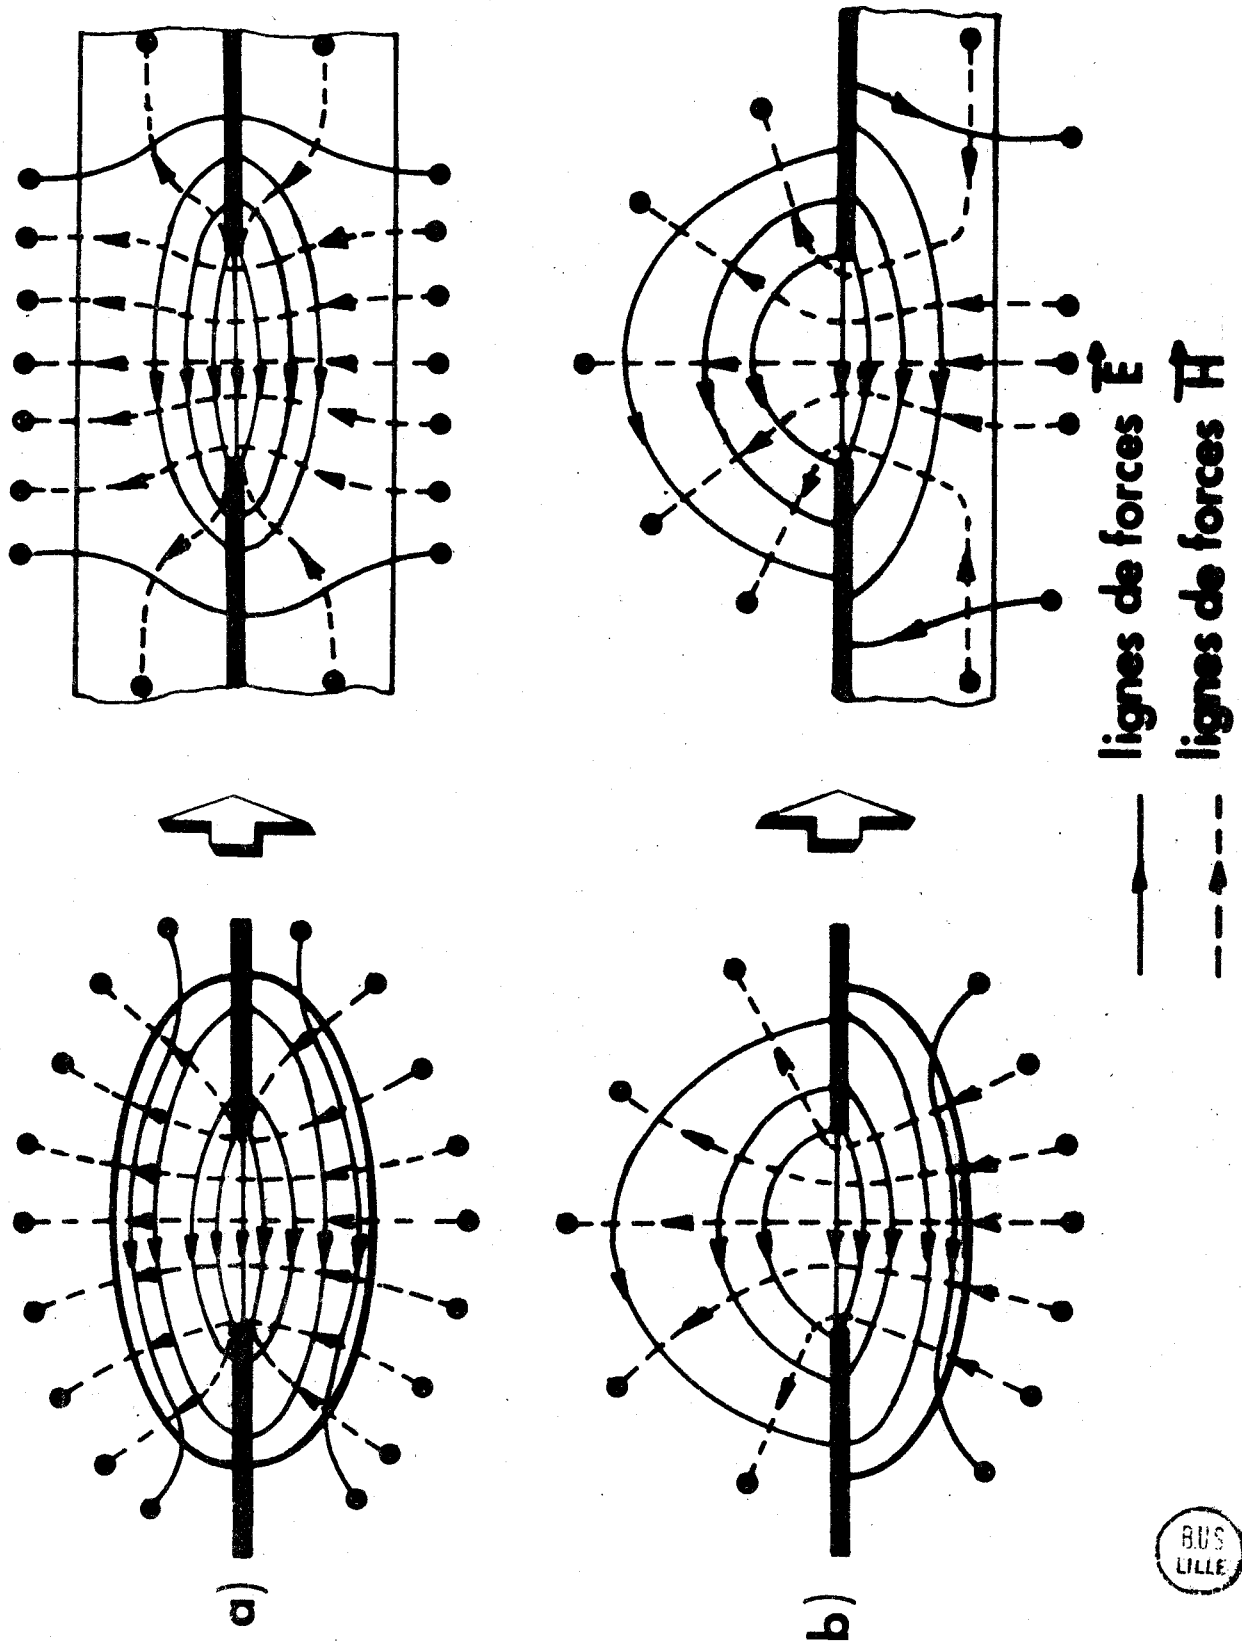 a)
b)
lignes de forces E
lignes de forces H
B.U S
LILLE